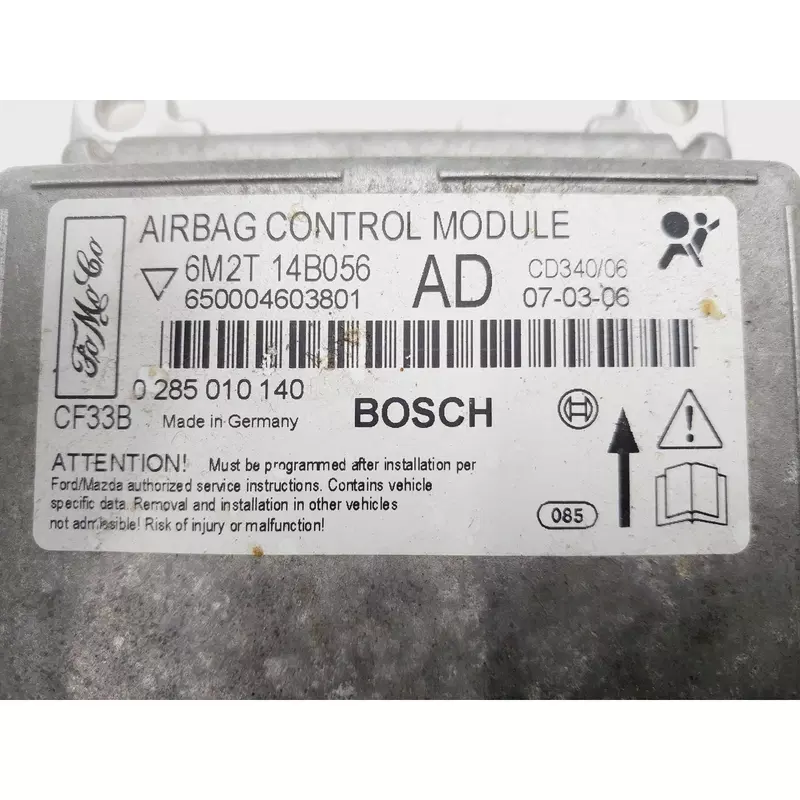 FoMoCo
AIRBAG CONTROL MODULE
6M2T 14B056 AD CD340/06
650004603801 07-03-06
0 285 010 140
CF33B Made in Germany BOSCH
ATTENTION! Must be programmed after installation per
Ford/Mazda authorized service instructions. Contains vehicle
specific data. Removal and installation in other vehicles
not admissible! Risk of injury or malfunction!
085